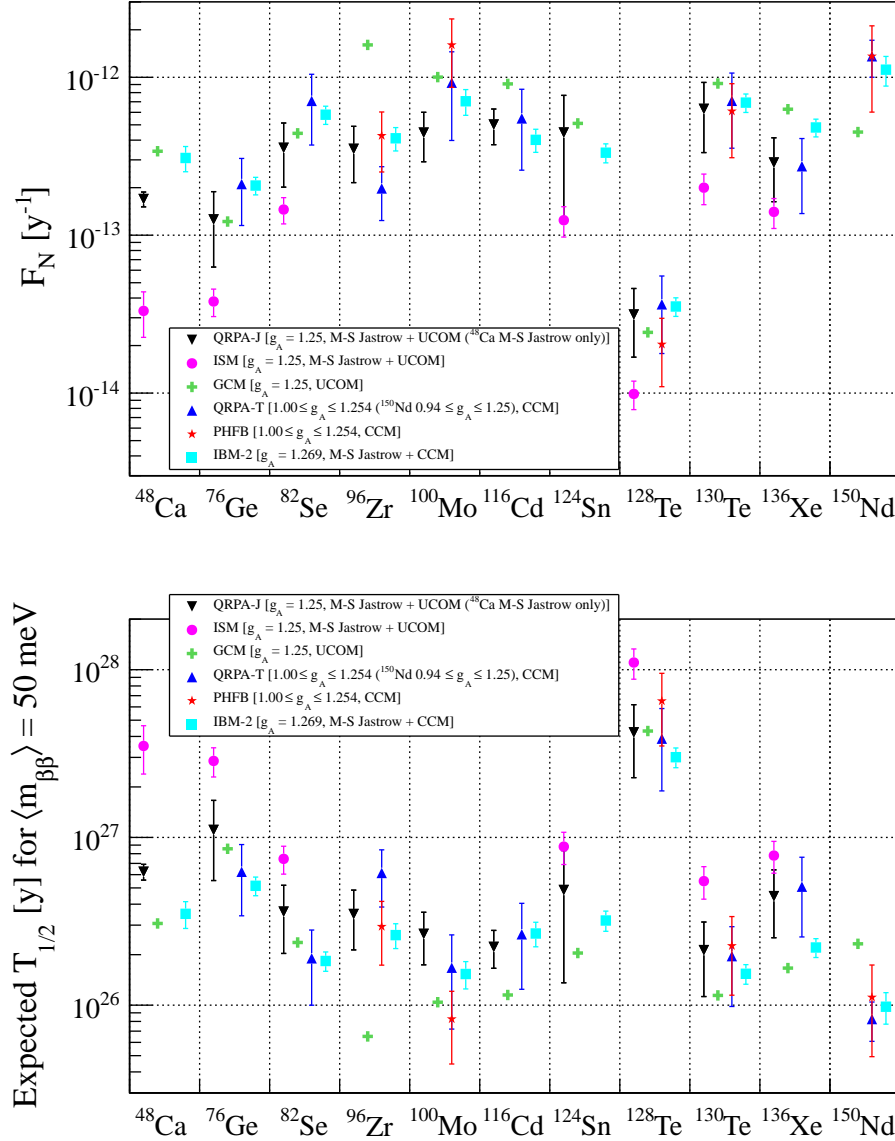 F_N [y⁻¹]
10⁻¹²
10⁻¹³
10⁻¹⁴
QRPA-J [g_A = 1.25, M-S Jastrow + UCOM (⁴⁸Ca M-S Jastrow only)]
ISM [g_A = 1.25, M-S Jastrow + UCOM]
GCM [g_A = 1.25, UCOM]
QRPA-T [1.00 ≤ g_A ≤ 1.254 (¹⁵⁰Nd 0.94 ≤ g_A ≤ 1.25), CCM]
PHFB [1.00 ≤ g_A ≤ 1.254, CCM]
IBM-2 [g_A = 1.269, M-S Jastrow + CCM]
⁴⁸Ca ⁷⁶Ge ⁸²Se ⁹⁶Zr ¹⁰⁰Mo ¹¹⁶Cd ¹²⁴Sn ¹²⁸Te ¹³⁰Te ¹³⁶Xe ¹⁵⁰Nd
Expected T_1/2 [y] for ⟨m_ββ⟩ = 50 meV
10²⁸
10²⁷
10²⁶
QRPA-J [g_A = 1.25, M-S Jastrow + UCOM (⁴⁸Ca M-S Jastrow only)]
ISM [g_A = 1.25, M-S Jastrow + UCOM]
GCM [g_A = 1.25, UCOM]
QRPA-T [1.00 ≤ g_A ≤ 1.254 (¹⁵⁰Nd 0.94 ≤ g_A ≤ 1.25), CCM]
PHFB [1.00 ≤ g_A ≤ 1.254, CCM]
IBM-2 [g_A = 1.269, M-S Jastrow + CCM]
⁴⁸Ca ⁷⁶Ge ⁸²Se ⁹⁶Zr ¹⁰⁰Mo ¹¹⁶Cd ¹²⁴Sn ¹²⁸Te ¹³⁰Te ¹³⁶Xe ¹⁵⁰Nd